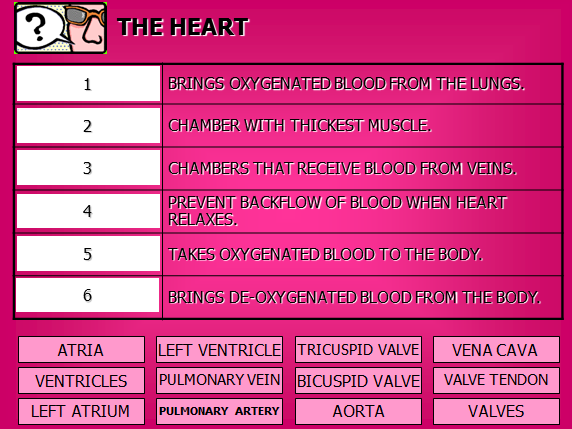 ?
THE HEART
1 BRINGS OXYGENATED BLOOD FROM THE LUNGS.
2 CHAMBER WITH THICKEST MUSCLE.
3 CHAMBERS THAT RECEIVE BLOOD FROM VEINS.
4 PREVENT BACKFLOW OF BLOOD WHEN HEART
RELAXES.
5 TAKES OXYGENATED BLOOD TO THE BODY.
6 BRINGS DE-OXYGENATED BLOOD FROM THE BODY.
ATRIA LEFT VENTRICLE TRICUSPID VALVE VENA CAVA
VENTRICLES PULMONARY VEIN BICUSPID VALVE VALVE TENDON
LEFT ATRIUM PULMONARY ARTERY AORTA VALVES